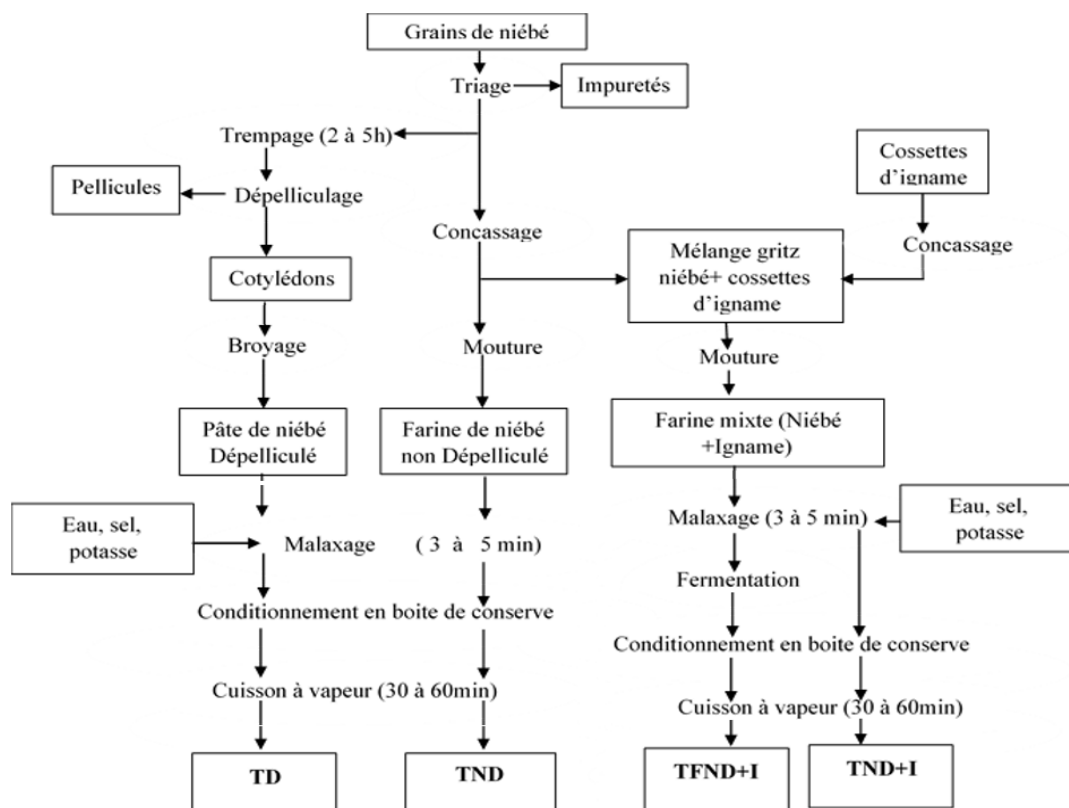 Grains de niébé
Triage
Impuretés
Trempage (2 à 5h)
Cossettes
d'igname
Pellicules
Dépelliculage
Concassage
Concassage
Mélange gritz
niébé+ cossettes
d'igname
Cotylédons
Broyage
Mouture
Mouture
Pâte de niébé
Dépelliculé
Farine de niébé
non Dépelliculé
Farine mixte (Niébé
+Igname)
Eau, sel,
potasse
Malaxage ( 3 à 5 min)
Malaxage (3 à 5 min)
Eau, sel,
potasse
Fermentation
Conditionnement en boite de conserve
Conditionnement en boite de conserve
Cuisson à vapeur (30 à 60min)
Cuisson à vapeur (30 à 60min)
TD
TND
TFND+I
TND+I